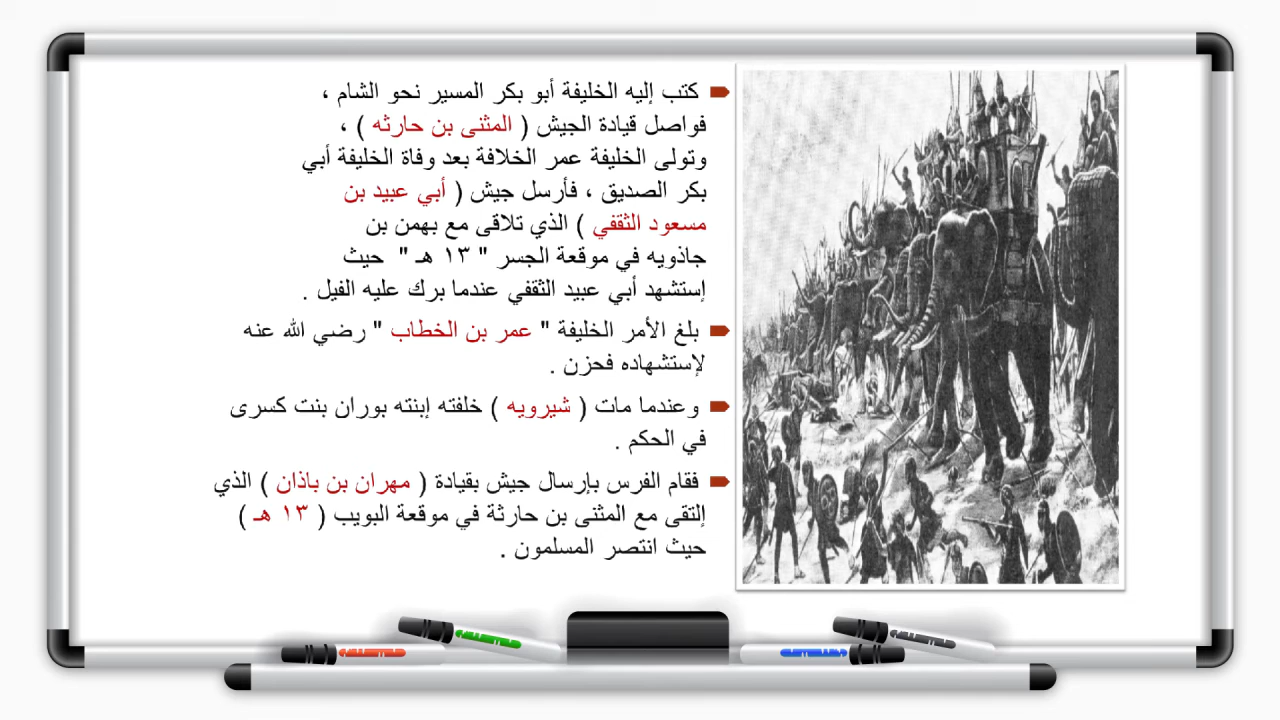 كتب إليه الخليفة أبو بكر المسير نحو الشام ،
فواصل قيادة الجيش ( المثنى بن حارثه ) ،
وتولى الخليفة عمر الخلافة بعد وفاة الخليفة أبي
بكر الصديق ، فأرسل جيش ( أبي عبيد بن
مسعود الثقفي ) الذي تلاقى مع بهمن بن
جاذويه في موقعة الجسر " ١٣ هـ " حيث
إستشهد أبي عبيد الثقفي عندما برك عليه الفيل .
بلغ الأمر الخليفة " عمر بن الخطاب " رضي الله عنه
لإستشهاده فحزن .
وعندما مات ( شيرويه ) خلفته إبنته بوران بنت كسرى
في الحكم .
فقام الفرس بإرسال جيش بقيادة ( مهران بن باذان ) الذي
إلتقى مع المثنى بن حارثة في موقعة البويب ( ١٣ هـ )
حيث انتصر المسلمون .